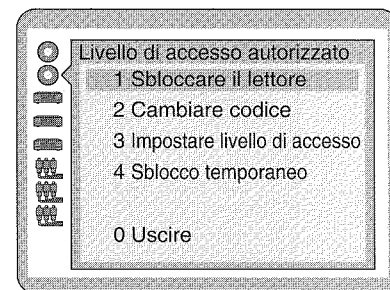 Livello di accesso autorizzato
1 Sbloccare il lettore
2 Cambiare codice
3 Impostare livello di accesso
4 Sblocco temporaneo
0 Uscire